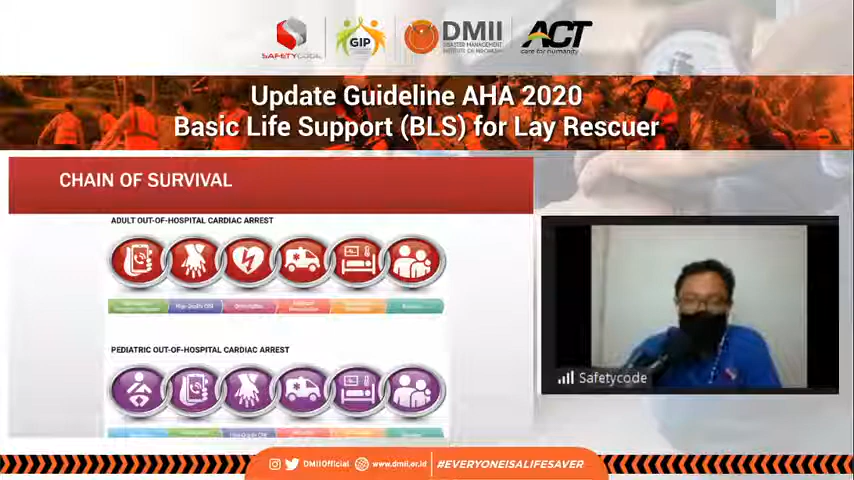 SAFETYCODE
GIP
DMII
DISASTER MANAGEMENT
INSTITUTE OF INDONESIA
ACT
care for humanity
Update Guideline AHA 2020
Basic Life Support (BLS) for Lay Rescuer
CHAIN OF SURVIVAL
ADULT OUT-OF-HOSPITAL CARDIAC ARREST
High-Quality CPR
Defibrillation
Recovery
PEDIATRIC OUT-OF-HOSPITAL CARDIAC ARREST
High-Quality CPR
Safetycode
DMIIOfficial
www.dmii.or.id
#EVERYONEISALIFESAVER